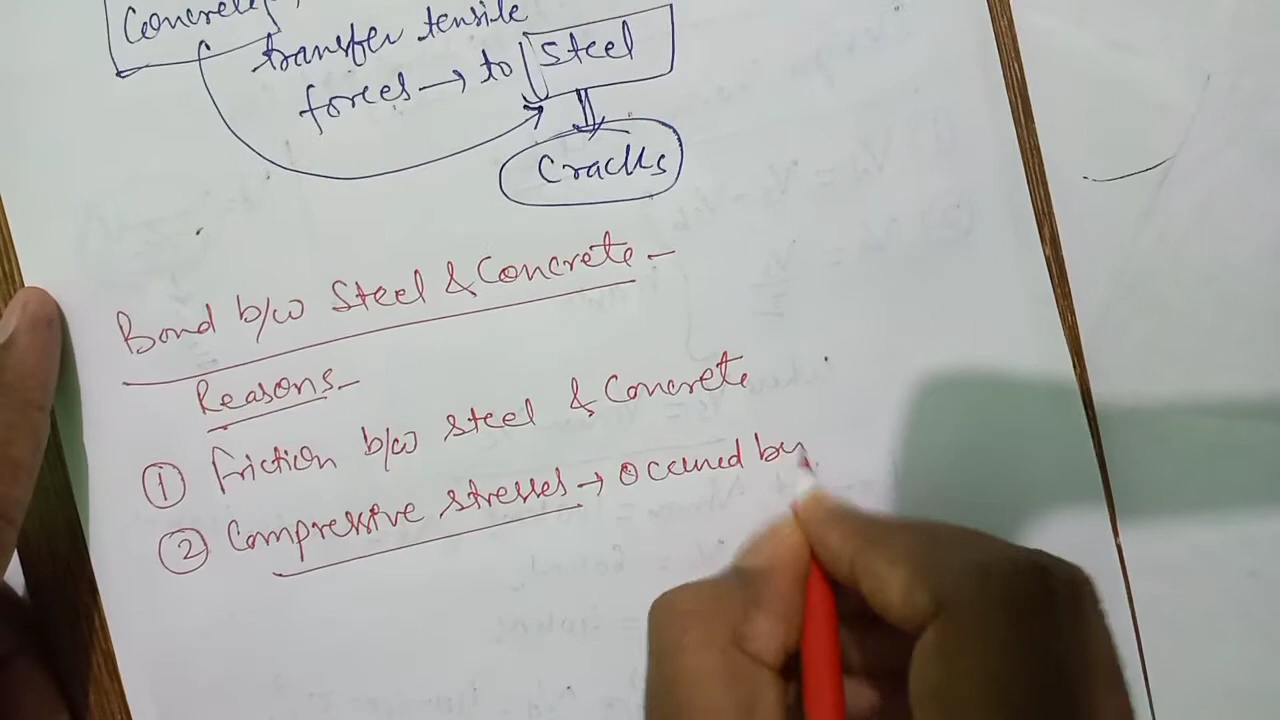 Concrete
transfer tensile
forces → to steel
Cracks
Bond b/w Steel & Concrete –
Reasons –
① friction b/w steel & Concrete
② Compressive stresses → Occured by